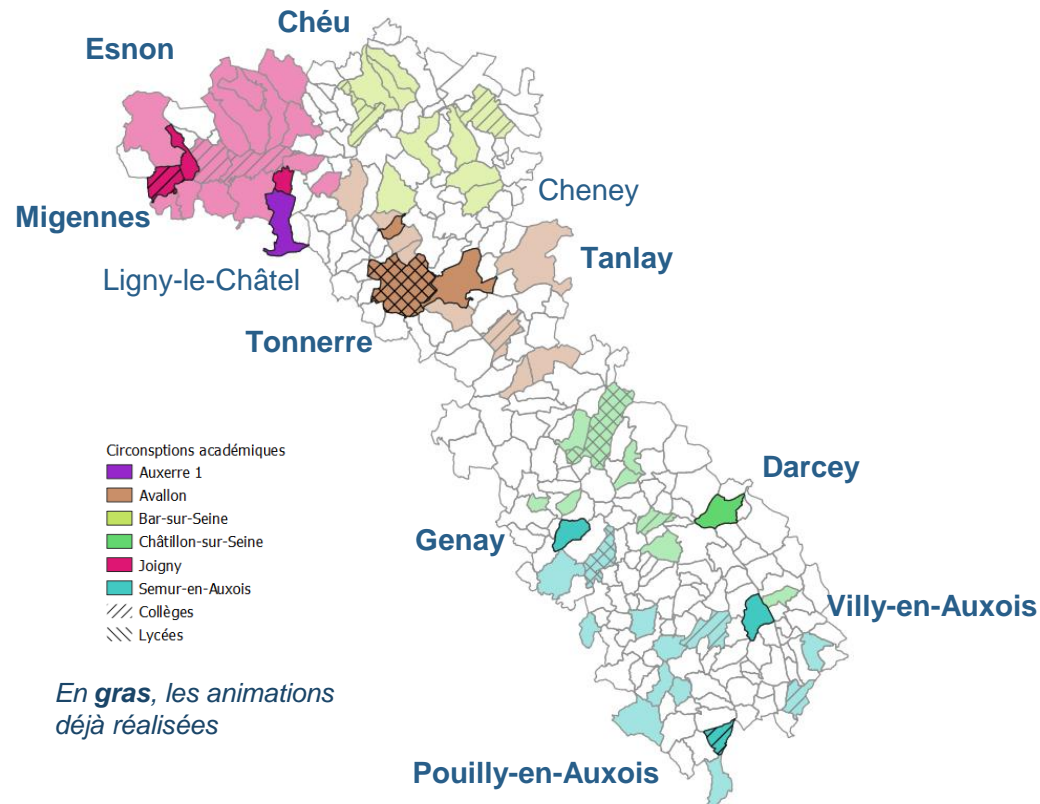 Chéu
Esnon
Cheney
Migennes
Tanlay
Ligny-le-Châtel
Tonnerre
Circonsptions académiques
Auxerre 1
Avallon
Bar-sur-Seine
Châtillon-sur-Seine
Joigny
Semur-en-Auxois
Collèges
Lycées
Darcey
Genay
Villy-en-Auxois
En gras, les animations
déjà réalisées
Pouilly-en-Auxois